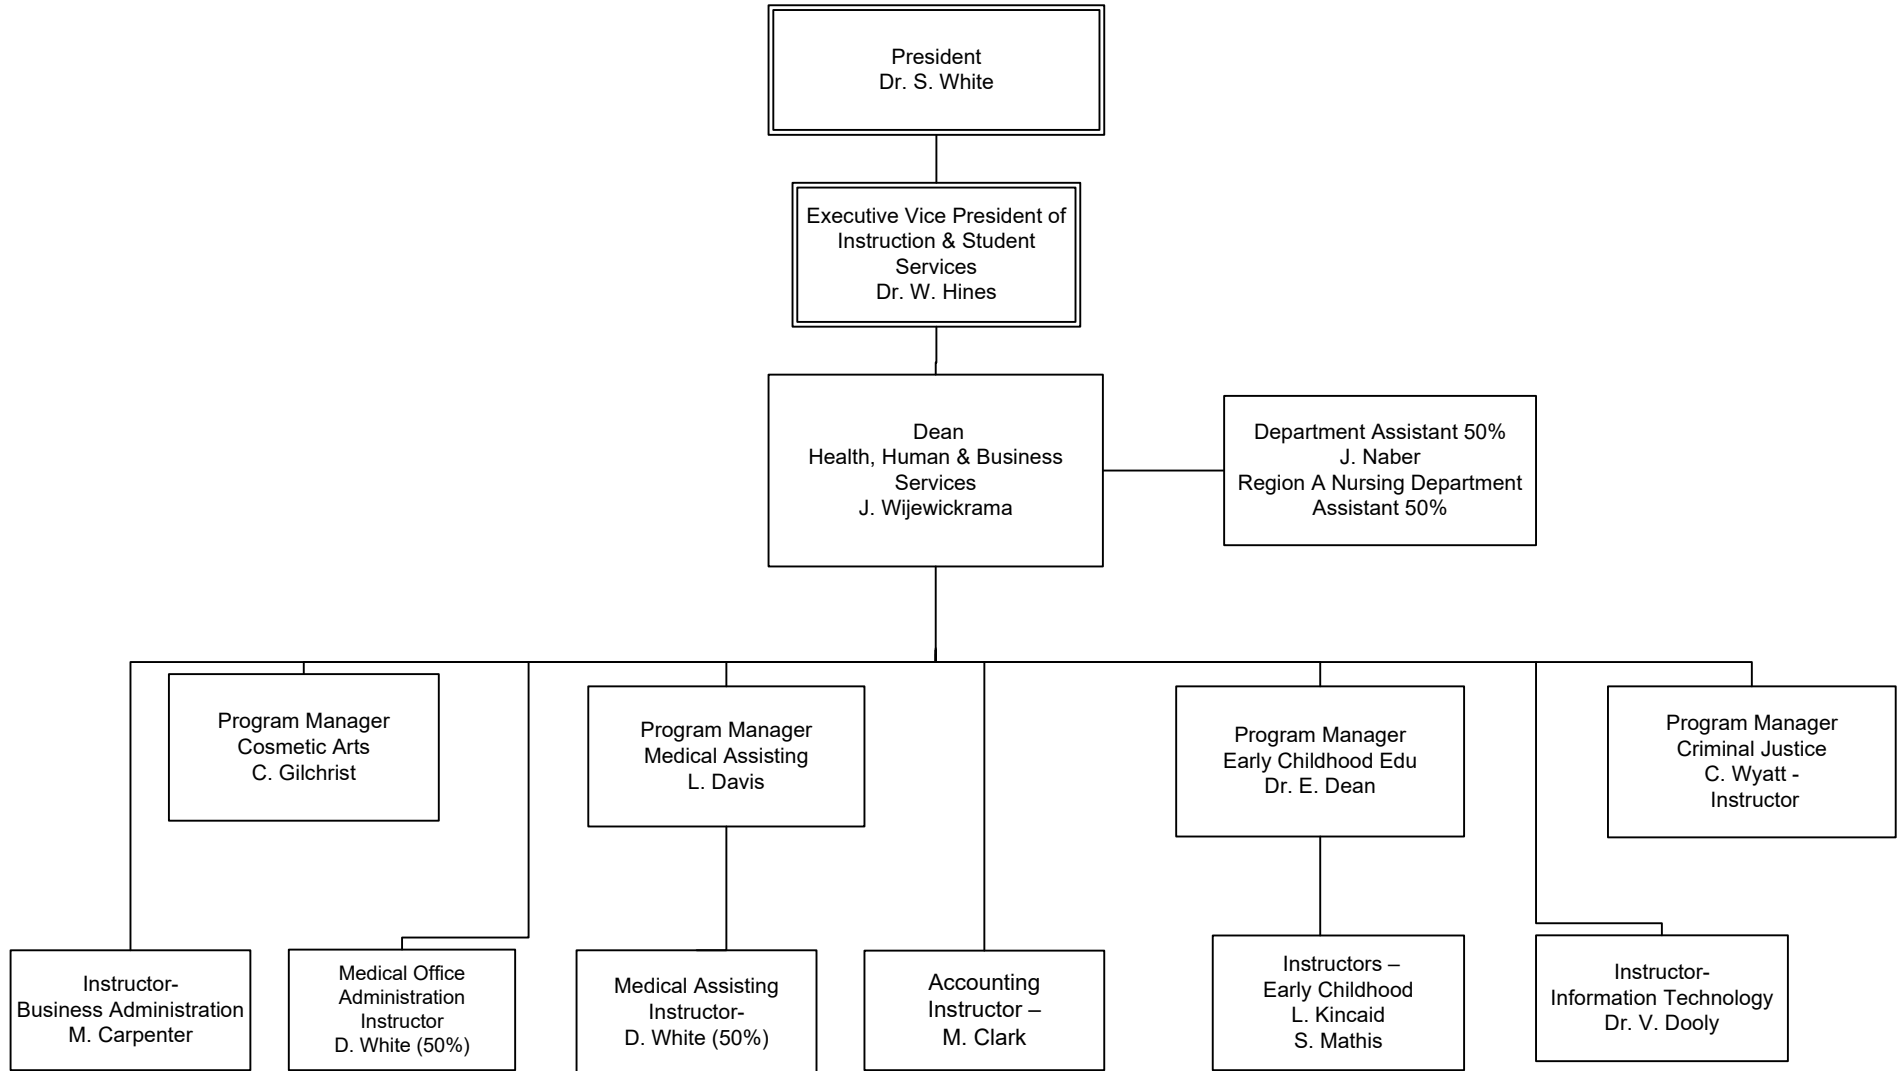 President
Dr. S. White
Executive Vice President of
Instruction & Student
Services
Dr. W. Hines
Dean
Health, Human & Business
Services
J. Wijewickrama
Department Assistant 50%
J. Naber
Region A Nursing Department
Assistant 50%
Program Manager
Cosmetic Arts
C. Gilchrist
Program Manager
Medical Assisting
L. Davis
Program Manager
Early Childhood Edu
Dr. E. Dean
Program Manager
Criminal Justice
C. Wyatt -
Instructor
Instructor-
Business Administration
M. Carpenter
Medical Office
Administration
Instructor
D. White (50%)
Medical Assisting
Instructor-
D. White (50%)
Accounting
Instructor –
M. Clark
Instructors –
Early Childhood
L. Kincaid
S. Mathis
Instructor-
Information Technology
Dr. V. Dooly